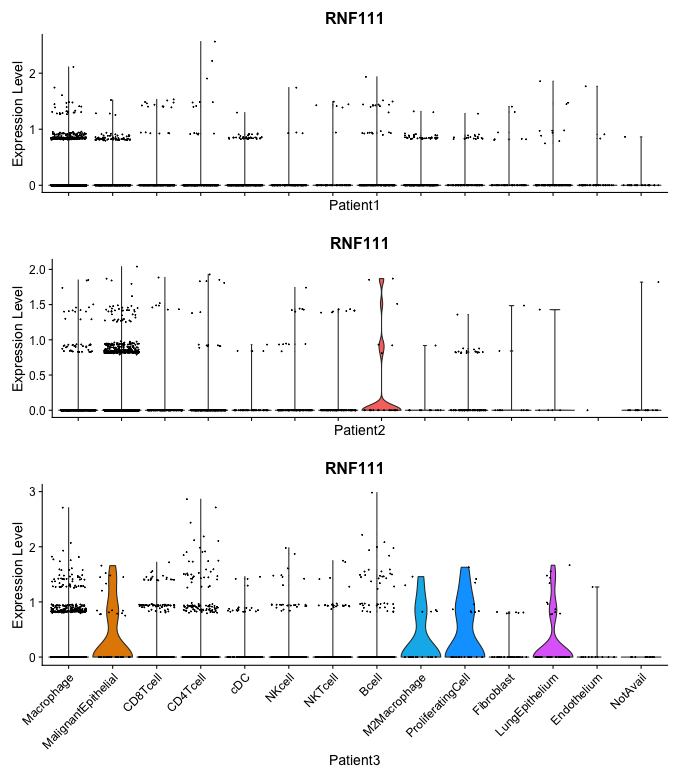 RNF111
Expression Level
2
1
0
Patient1
RNF111
Expression Level
2.0
1.5
1.0
0.5
0.0
Patient2
RNF111
Expression Level
3
2
1
0
Macrophage
MalignantEpithelial
CD8Tcell
CD4Tcell
cDC
NKcell
NKTcell
Bcell
M2Macrophage
ProliferatingCell
Fibroblast
LungEpithelium
Endothelium
NotAvail
Patient3